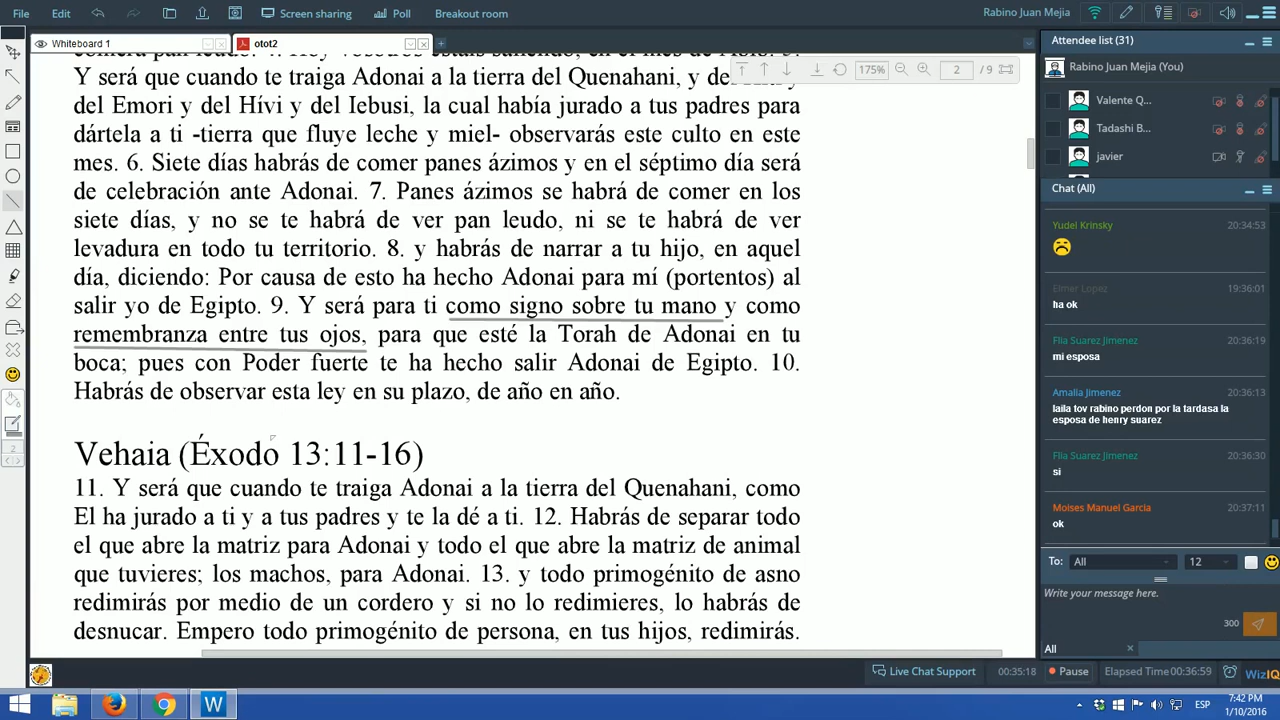 File
Edit
Screen sharing
Poll
Breakout room
Rabino Juan Mejia
Whiteboard 1
otot2
175%
2 / 9
Y será que cuando te traiga Adonai a la tierra del Quenahani, y de
del Emori y del Hívi y del Iebusi, la cual había jurado a tus padres para
dártela a ti -tierra que fluye leche y miel- observarás este culto en este
mes. 6. Siete días habrás de comer panes ázimos y en el séptimo día será
de celebración ante Adonai. 7. Panes ázimos se habrá de comer en los
siete días, y no se te habrá de ver pan leudo, ni se te habrá de ver
levadura en todo tu territorio. 8. y habrás de narrar a tu hijo, en aquel
día, diciendo: Por causa de esto ha hecho Adonai para mí (portentos) al
salir yo de Egipto. 9. Y será para ti como signo sobre tu mano y como
remembranza entre tus ojos, para que esté la Torah de Adonai en tu
boca; pues con Poder fuerte te ha hecho salir Adonai de Egipto. 10.
Habrás de observar esta ley en su plazo, de año en año.
Vehaia (Éxodo 13:11-16)
11. Y será que cuando te traiga Adonai a la tierra del Quenahani, como
El ha jurado a ti y a tus padres y te la dé a ti. 12. Habrás de separar todo
el que abre la matriz para Adonai y todo el que abre la matriz de animal
que tuvieres; los machos, para Adonai. 13. y todo primogénito de asno
redimirás por medio de un cordero y si no lo redimieres, lo habrás de
desnucar. Empero todo primogénito de persona, en tus hijos, redimirás.
Attendee list (31)
Rabino Juan Mejia (You)
Valente Q...
Tadashi B...
javier
Chat (All)
Yudel Krinsky 20:34:53
Elmer Lopez 19:36:01
ha ok
Flia Suarez Jimenez 20:36:19
mi esposa
Amalia Jimenez 20:36:13
laila tov rabino perdon por la tardasa la
esposa de henry suarez
Flia Suarez Jimenez 20:36:30
si
Moises Manuel Garcia 20:37:11
ok
To: All 12
Write your message here.
300
All
Live Chat Support
00:35:18
Pause
Elapsed Time 00:36:59
WizIQ
ESP
7:42 PM
1/10/2016